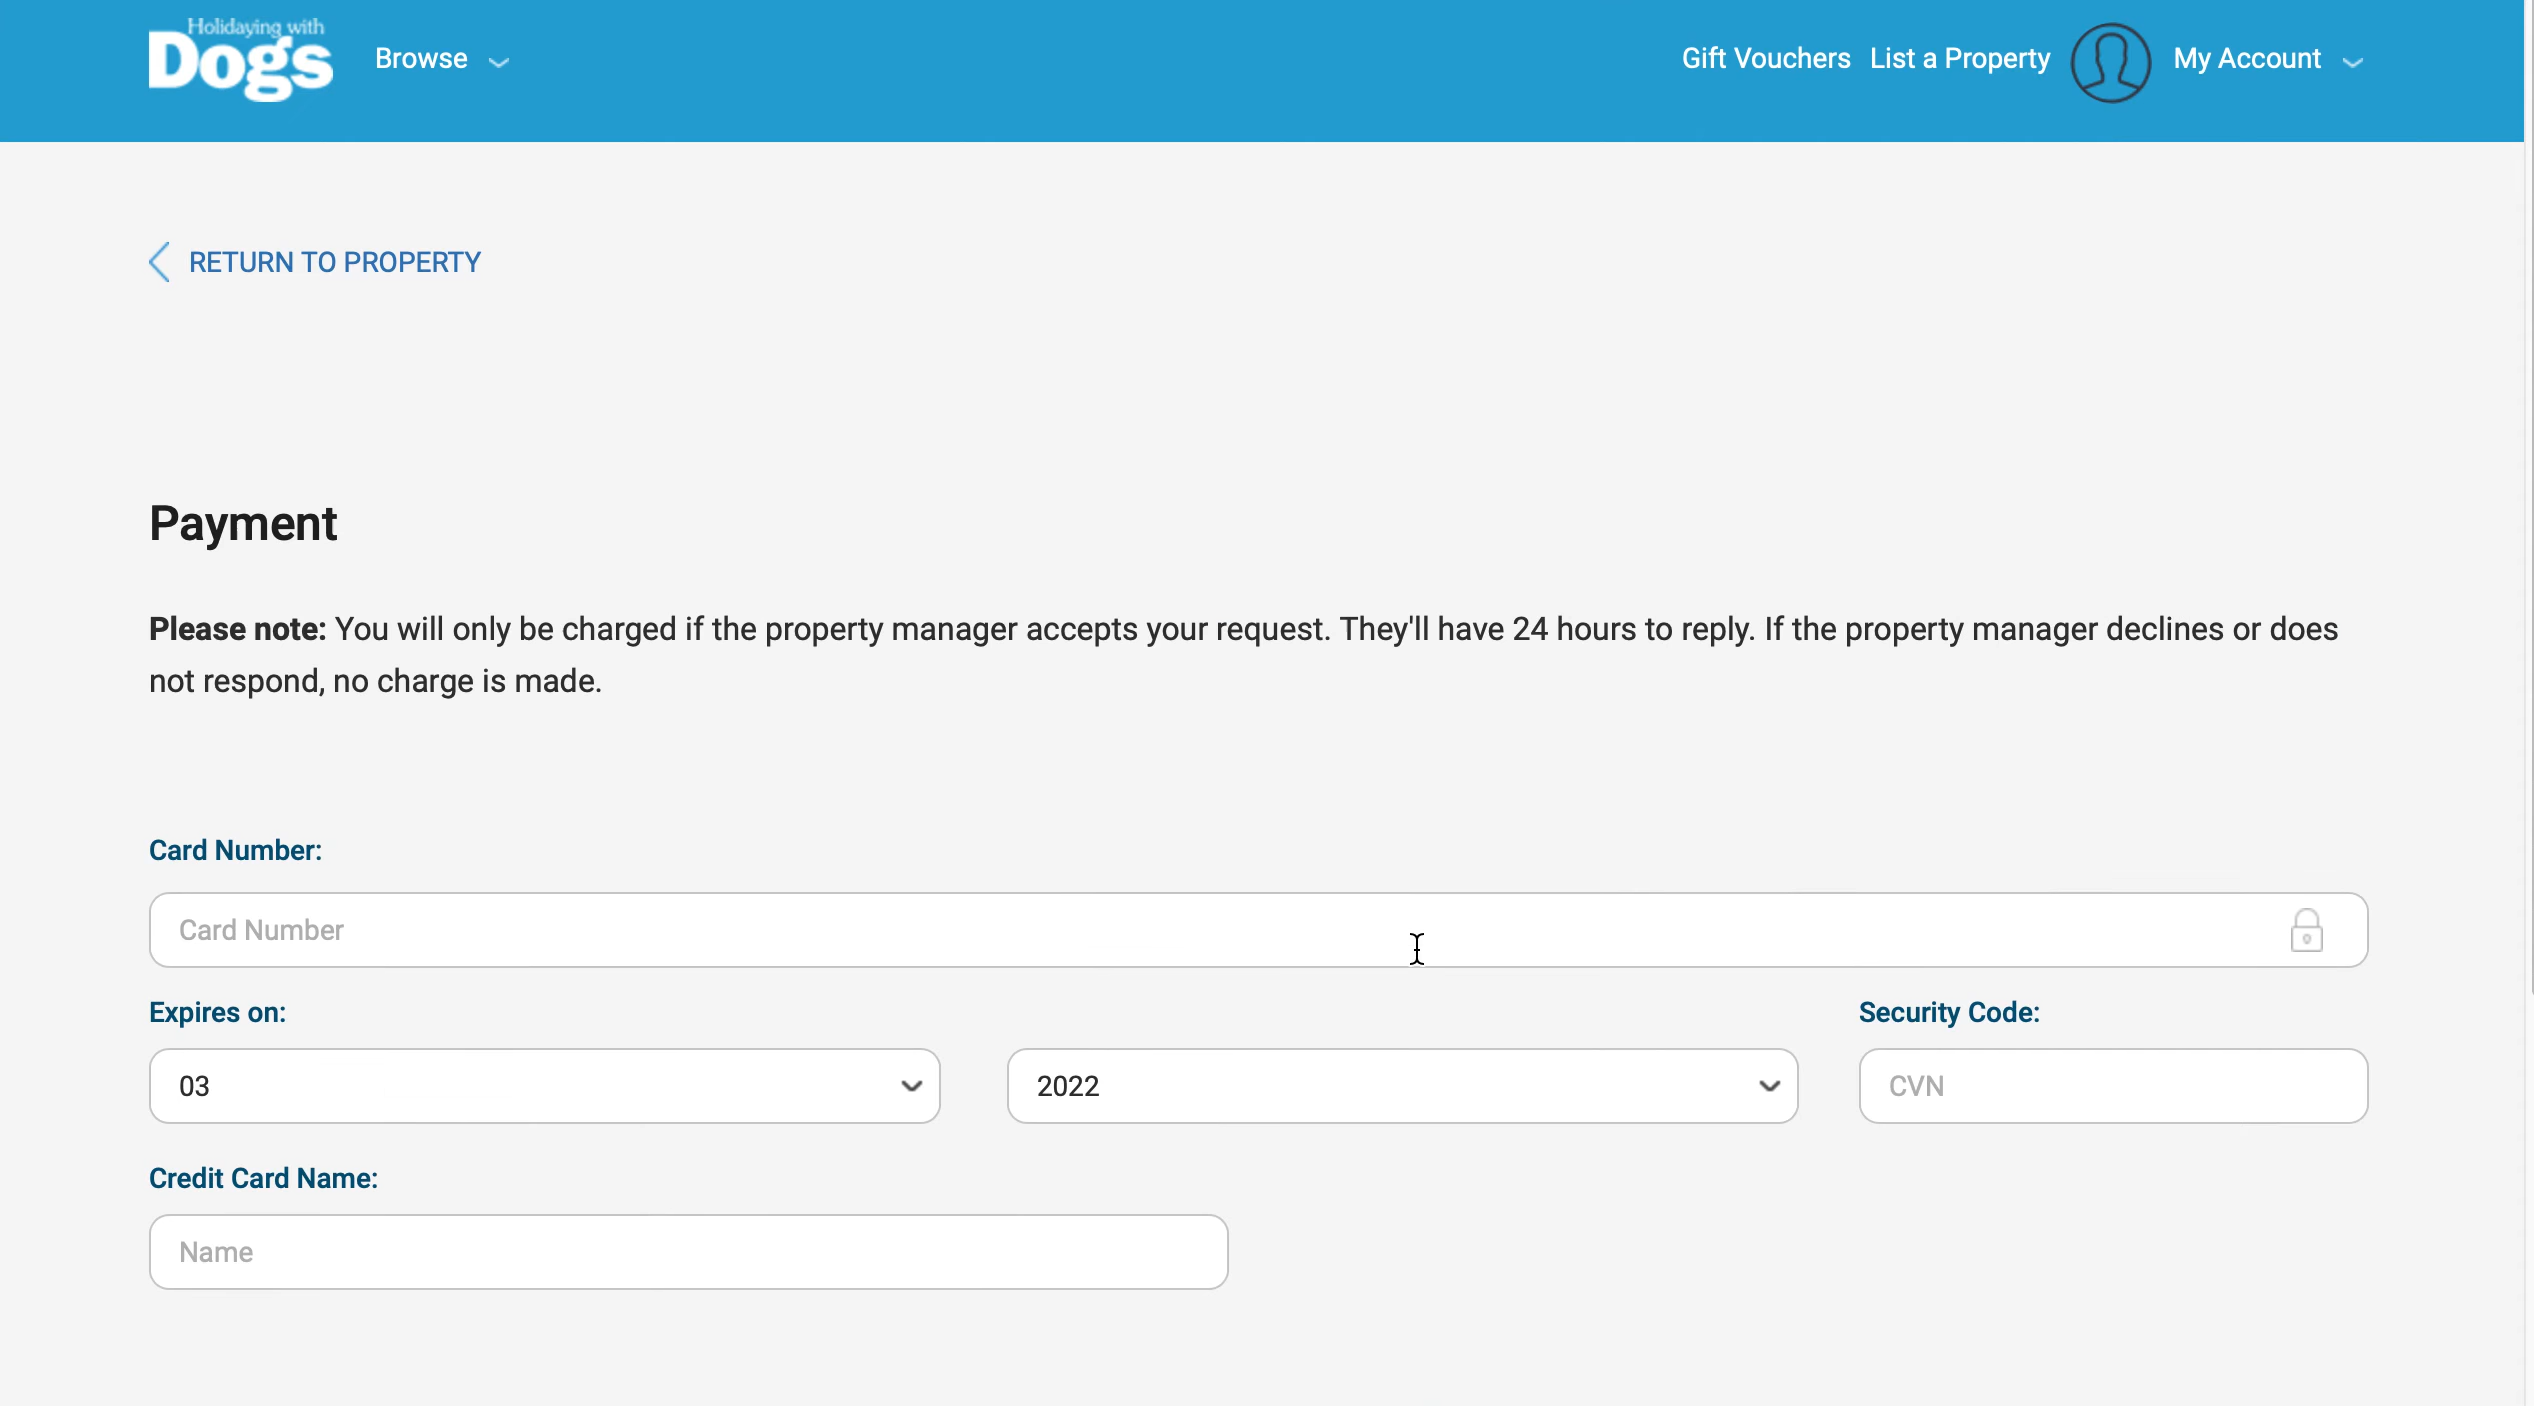 Holidaying with
Dogs
Browse
Gift Vouchers List a Property My Account
RETURN TO PROPERTY
Payment
Please note: You will only be charged if the property manager accepts your request. They'll have 24 hours to reply. If the property manager declines or does
not respond, no charge is made.
Card Number:
Card Number
Expires on: Security Code:
03 2022 CVN
Credit Card Name:
Name